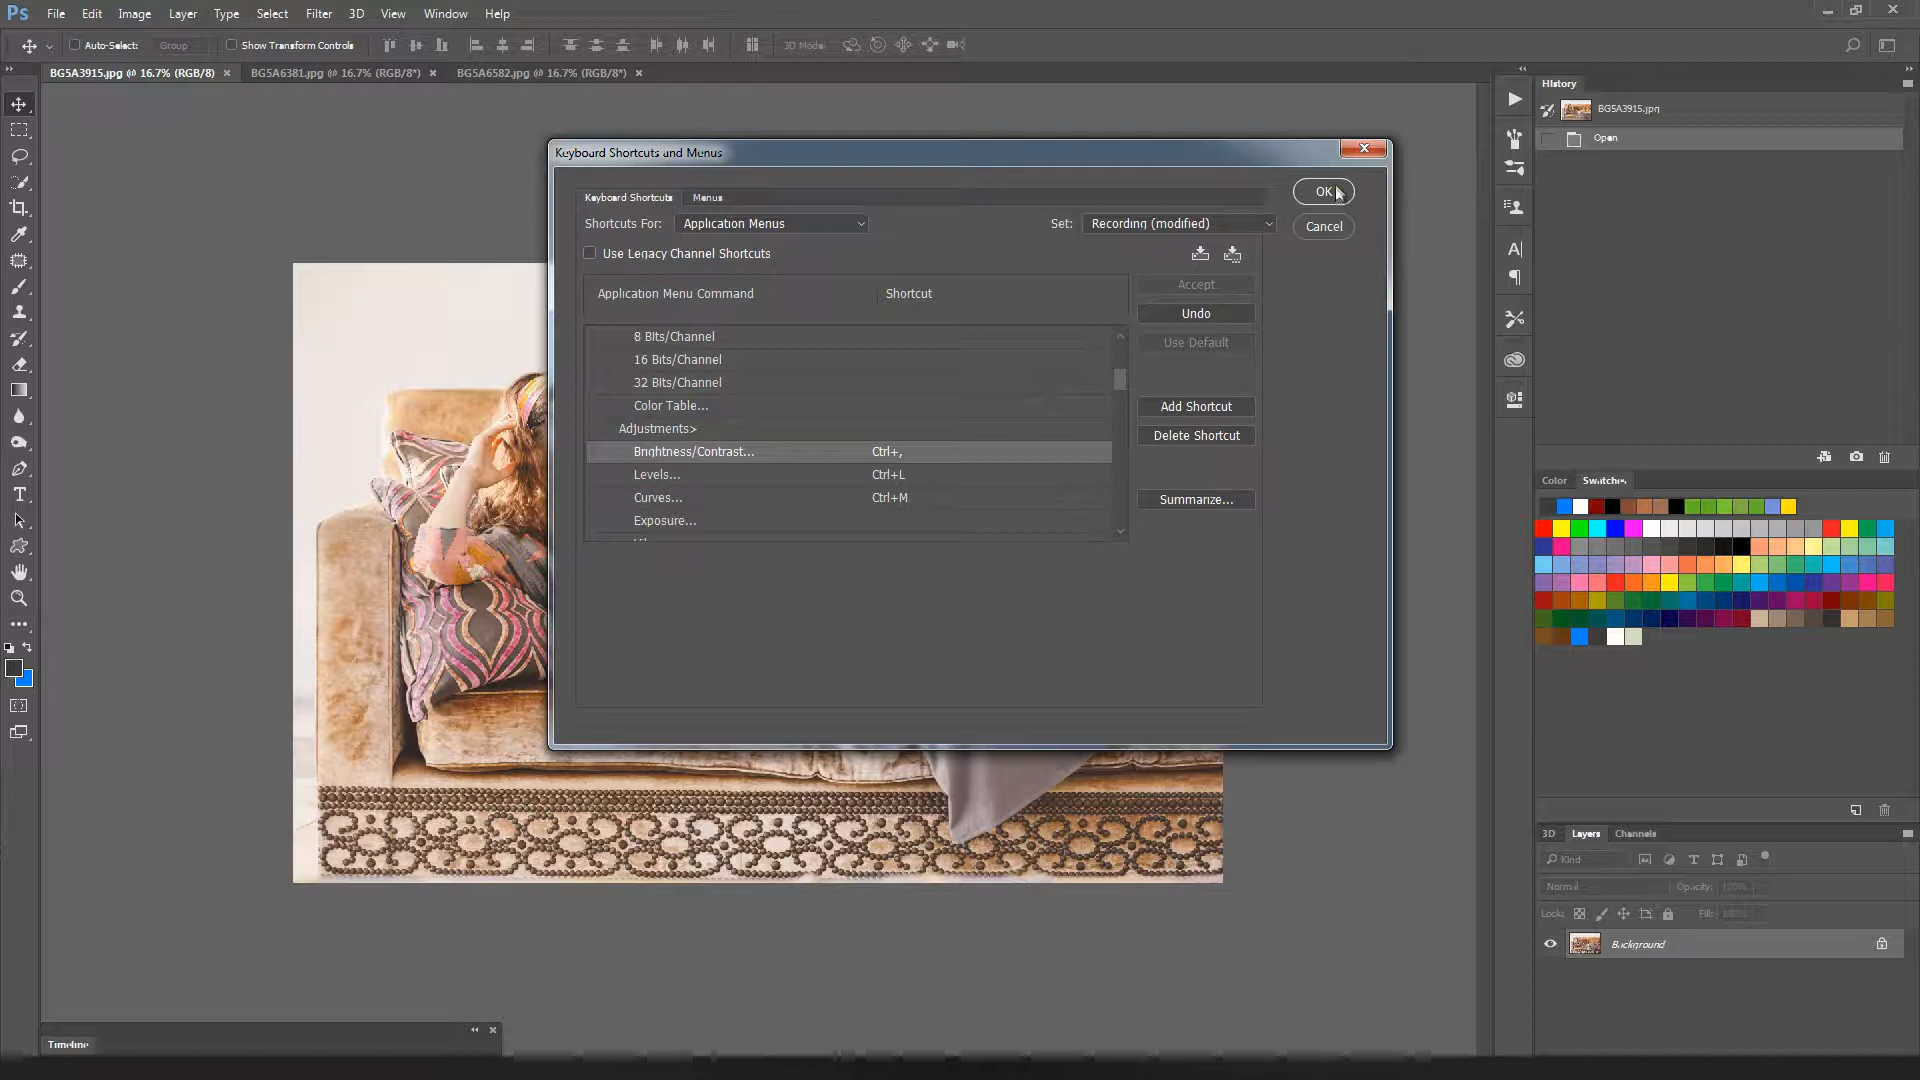 Ps File Edit Image Layer Type Select Filter 3D View Window Help
Auto-Select: Group Show Transform Controls 3D Mode:
BG5A3915.jpg @ 16.7% (RGB/8) × BG5A6381.jpg @ 16.7% (RGB/8*) × BG5A6582.jpg @ 16.7% (RGB/8*) ×
History
BG5A3915.jpg
Open
Keyboard Shortcuts and Menus
Keyboard Shortcuts Menus
OK
Shortcuts For: Application Menus Set: Recording (modified) Cancel
Use Legacy Channel Shortcuts
Application Menu Command Shortcut
Accept
Undo
Use Default
8 Bits/Channel
16 Bits/Channel
32 Bits/Channel
Color Table...
Adjustments>
Brightness/Contrast... Ctrl+,
Levels... Ctrl+L
Curves... Ctrl+M
Exposure...
Add Shortcut
Delete Shortcut
Summarize...
Color Swatches
3D Layers Channels
Kind
Normal Opacity: 100%
Lock: Fill:
Background
Timeline